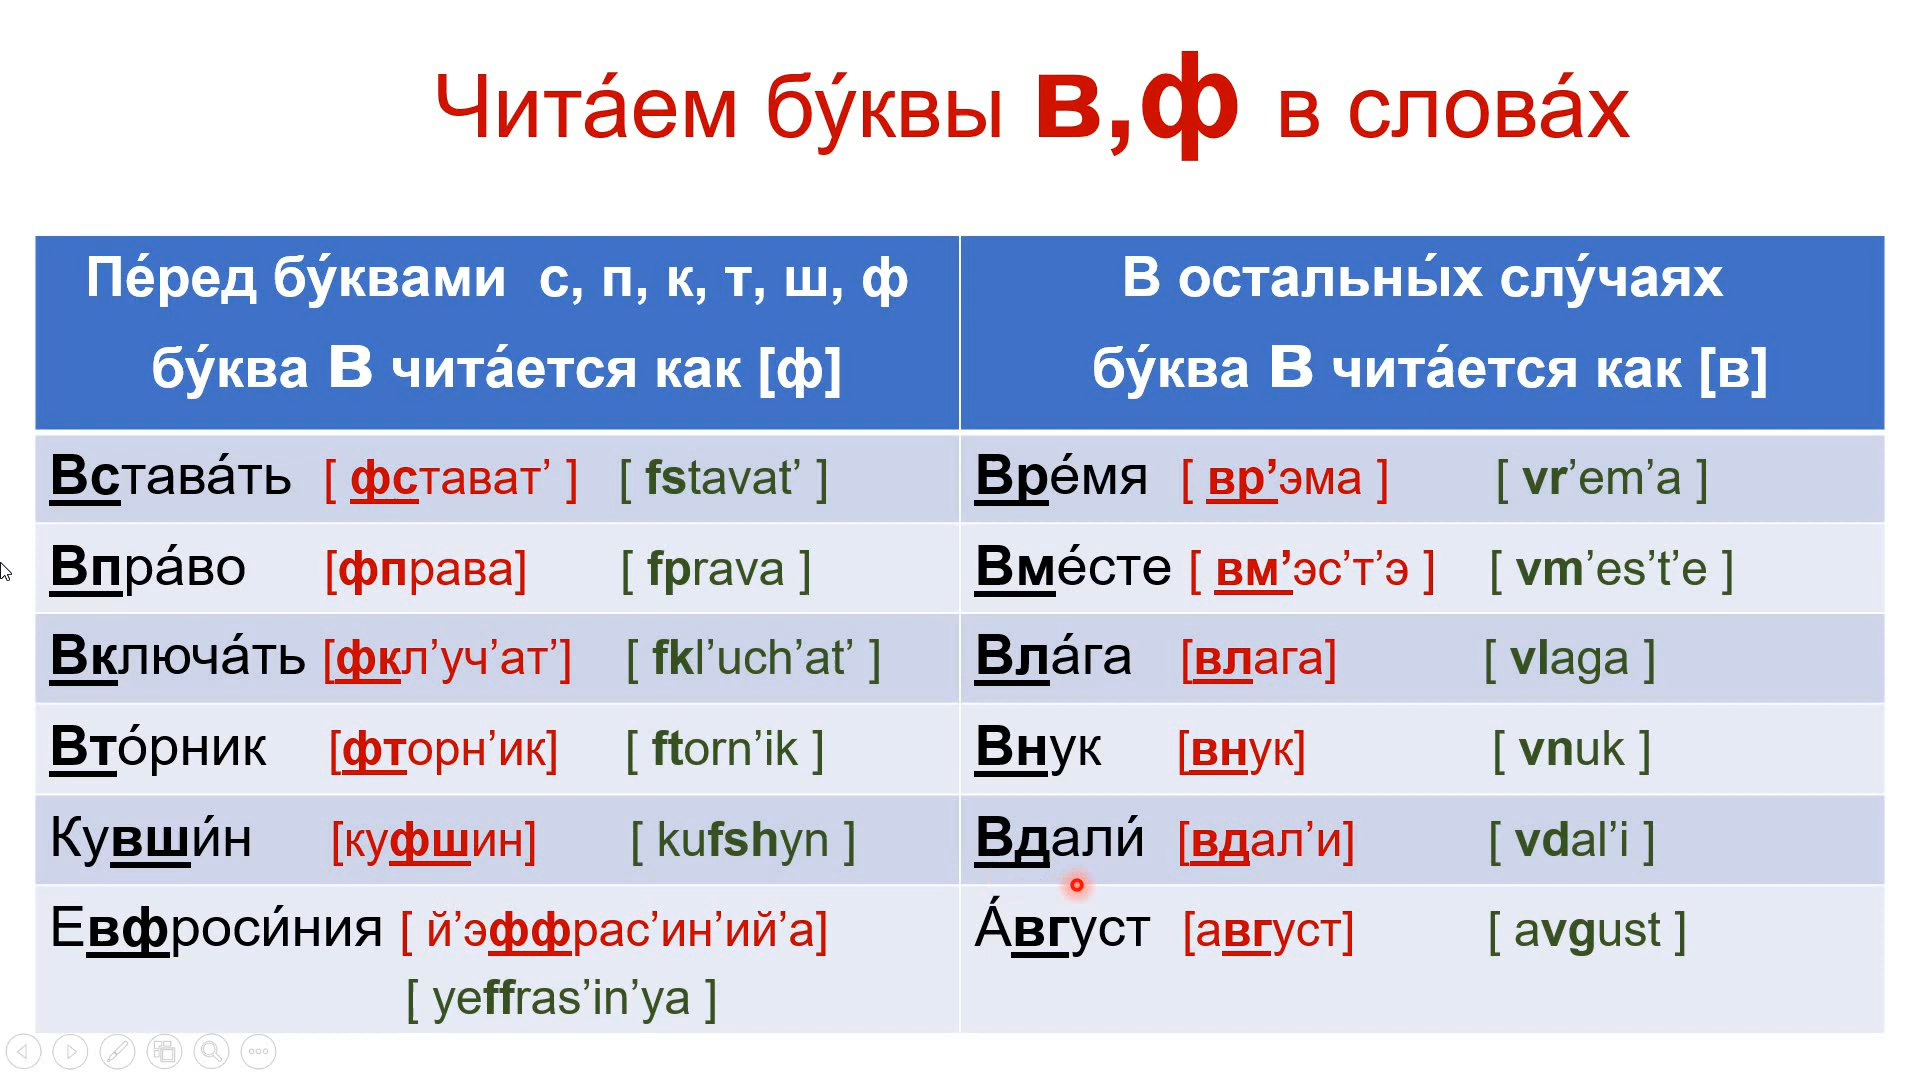 Чита́ем бу́квы в,ф в слова́х
Пе́ред бу́квами с, п, к, т, ш, ф
бу́ква В чита́ется как [ф]
В остальны́х слу́чаях
бу́ква В чита́ется как [в]
Встава́ть [ фстават’ ] [ fstavat’ ]
Вре́мя [ вр’эма ] [ vr’em’a ]
Впра́во [фправа] [ fprava ]
Вме́сте [ вм’эс’т’э ] [ vm’es’t’e ]
Включа́ть [фкл’уч’ат’] [ fkl’uch’at’ ]
Вла́га [влага] [ vlaga ]
Вто́рник [фторн’ик] [ ftorn’ik ]
Внук [внук] [ vnuk ]
Кувши́н [куфшин] [ kufshyn ]
Вдали́ [вдал’и] [ vdal’i ]
Евфроси́ния [ й’эффрас’ин’ий’а]
[ yeffras’in’ya ]
А́вгуст [август] [ avgust ]